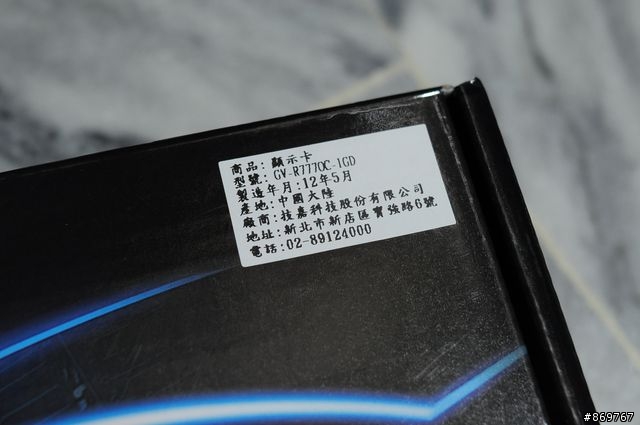 商品: 顯示卡
型號: GV-R777OC-1GD
製造年月:12年5月
產地:中國大陸
廠商:技嘉科技股份有限公司
地址:新北市新店區寶強路6號
電話:02-89124000
#869767